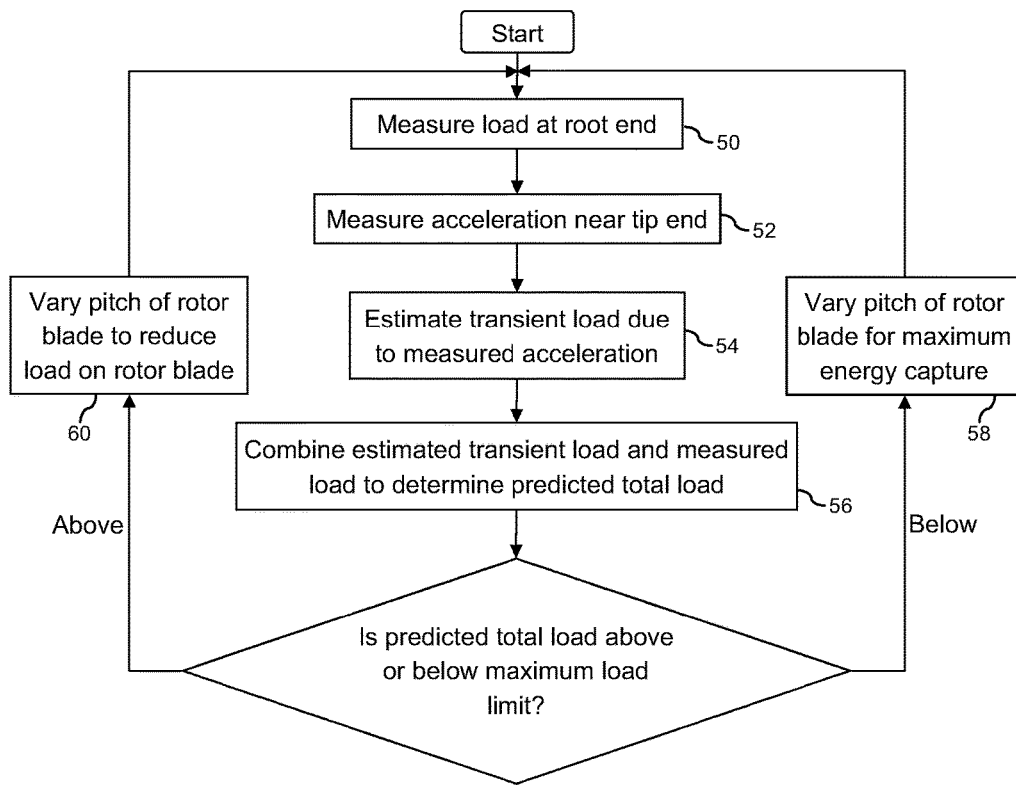 Start
Measure load at root end
50
Measure acceleration near tip end
52
Estimate transient load due
to measured acceleration
54
Combine estimated transient load and measured
load to determine predicted total load
56
Is predicted total load above
or below maximum load
limit?
Above
Vary pitch of rotor
blade to reduce
load on rotor blade
60
Below
Vary pitch of rotor
blade for maximum
energy capture
58